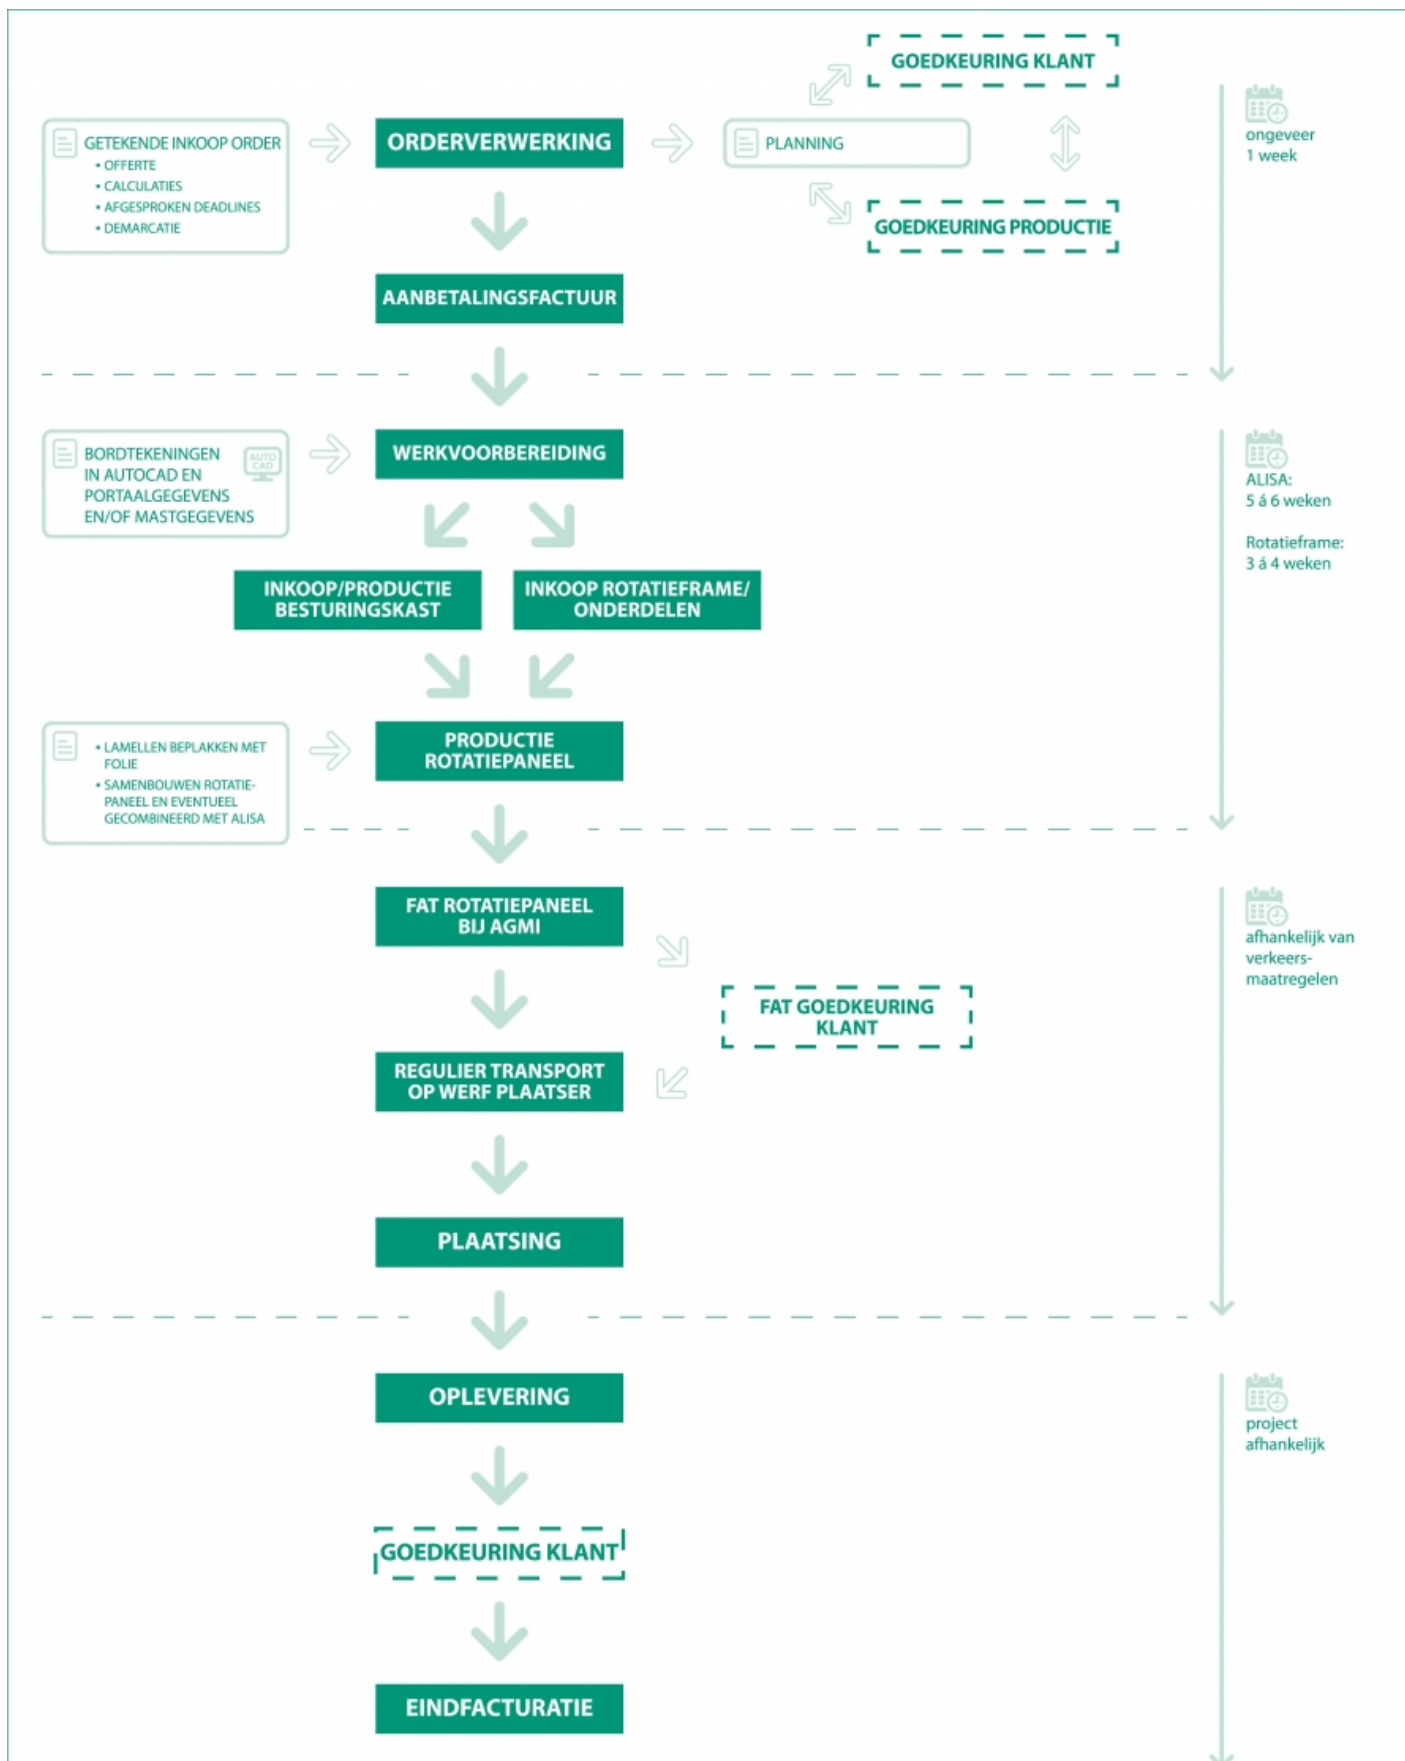 GOEDKEURING KLANT
GETEKENDE INKOOP ORDER
• OFFERTE
• CALCULATIES
• AFGESPROKEN DEADLINES
• DEMARCATIE
ORDERVERWERKING
PLANNING
ongeveer
1 week
GOEDKEURING PRODUCTIE
AANBETALINGSFACTUUR
BORDTEKENINGEN
IN AUTOCAD EN
PORTAALGEGEVENS
EN/OF MASTGEGEVENS
AUTO
CAD
WERKVOORBEREIDING
ALISA:
5 á 6 weken
Rotatieframe:
3 á 4 weken
INKOOP/PRODUCTIE
BESTURINGSKAST
INKOOP ROTATIEFRAME/
ONDERDELEN
• LAMELLEN BEPLAKKEN MET
FOLIE
• SAMENBOUWEN ROTATIE-
PANEEL EN EVENTUEEL
GECOMBINEERD MET ALISA
PRODUCTIE
ROTATIEPANEEL
FAT ROTATIEPANEEL
BIJ AGMI
afhankelijk van
verkeers-
maatregelen
FAT GOEDKEURING
KLANT
REGULIER TRANSPORT
OP WERF PLAATSER
PLAATSING
OPLEVERING
project
afhankelijk
GOEDKEURING KLANT
EINDFACTURATIE